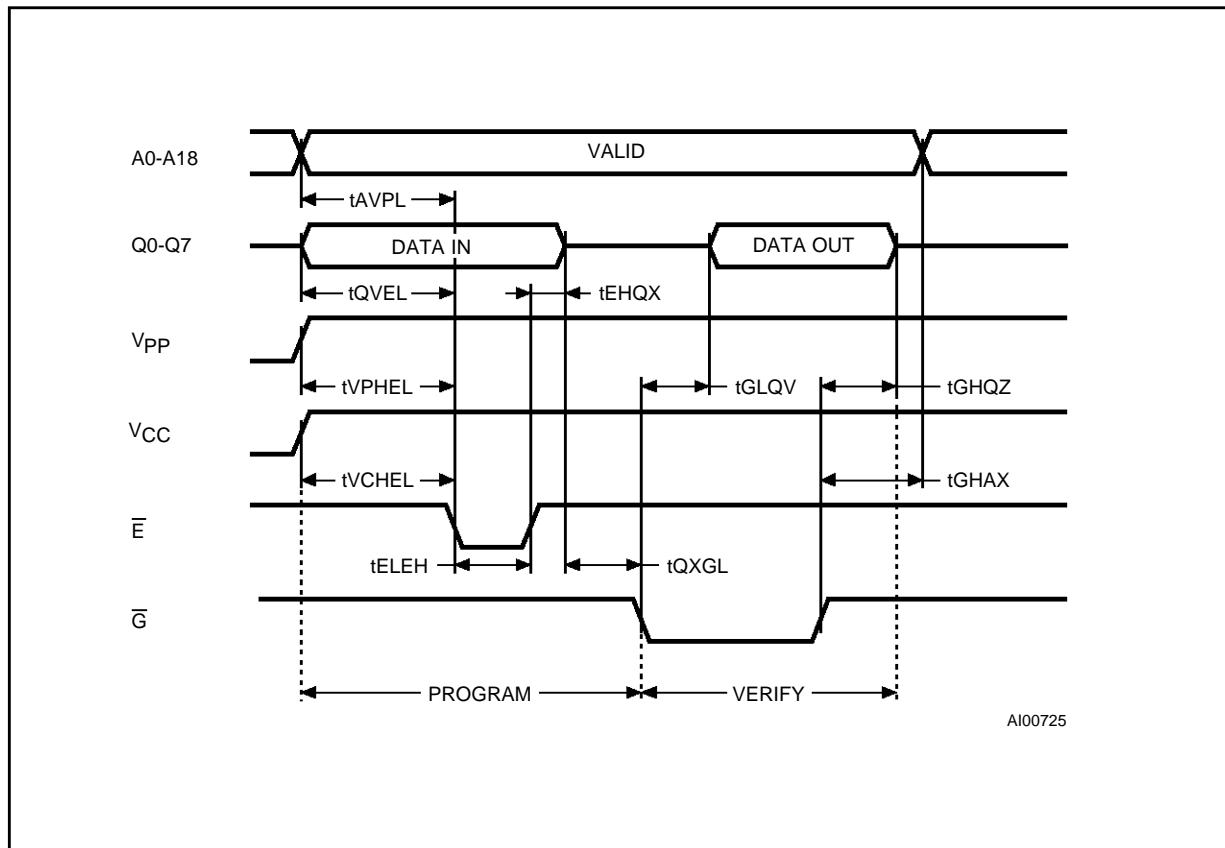 A0-A18
VALID
tAVPL
Q0-Q7
DATA IN
DATA OUT
tQVEL
tEHQX
VPP
tVPHEL
tGLQV
tGHQZ
VCC
tVCHEL
tGHAX
E̅
tELEH
tQXGL
G̅
PROGRAM
VERIFY
AI00725